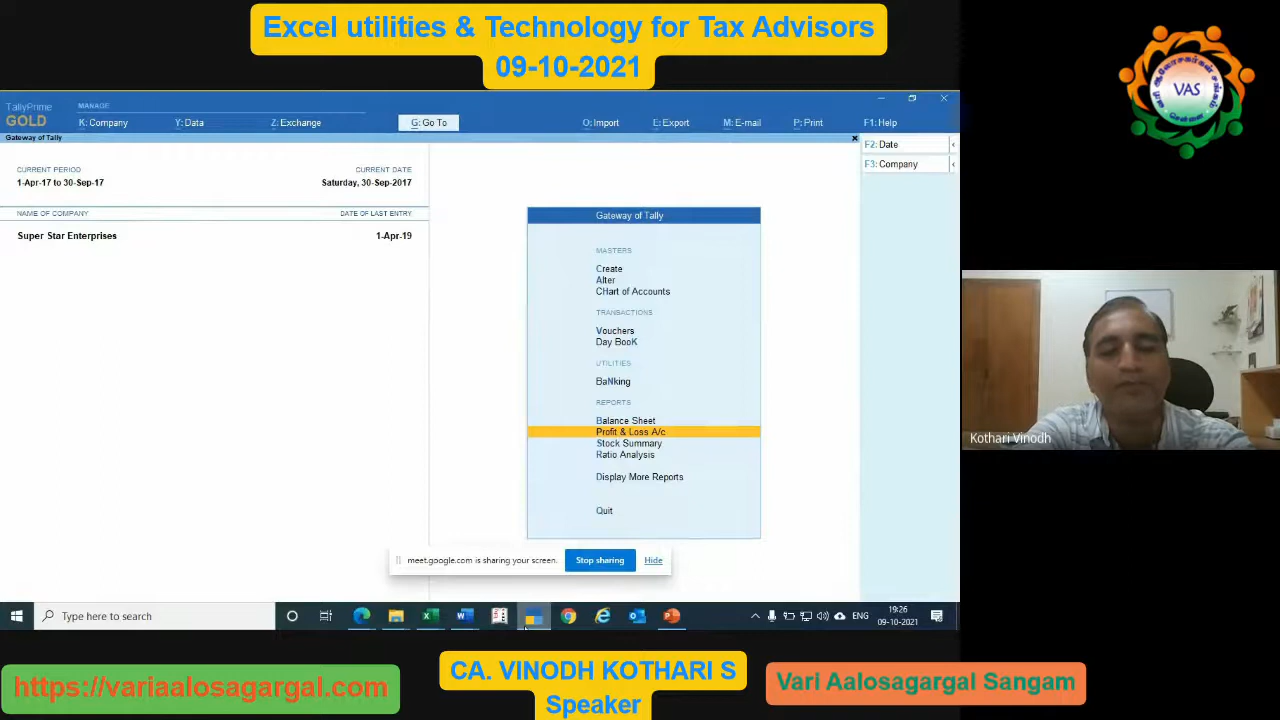 Excel utilities & Technology for Tax Advisors
09-10-2021
VAS
TallyPrime
GOLD
MANAGE
K: Company
Y: Data
Z: Exchange
G: Go To
O: Import
E: Export
M: E-mail
P: Print
F1: Help
Gateway of Tally
F2: Date
F3: Company
CURRENT PERIOD
CURRENT DATE
1-Apr-17 to 30-Sep-17
Saturday, 30-Sep-2017
NAME OF COMPANY
DATE OF LAST ENTRY
Super Star Enterprises
1-Apr-19
Gateway of Tally
MASTERS
Create
Alter
CHart of Accounts
TRANSACTIONS
Vouchers
Day BooK
UTILITIES
BaNking
REPORTS
Balance Sheet
Profit & Loss A/c
Stock Summary
Ratio Analysis
Display More Reports
Quit
Kothari Vinodh
meet.google.com is sharing your screen.
Stop sharing
Hide
Type here to search
ENG
19:26
09-10-2021
https://variaalosagargal.com
CA. VINODH KOTHARI S
Speaker
Vari Aalosagargal Sangam